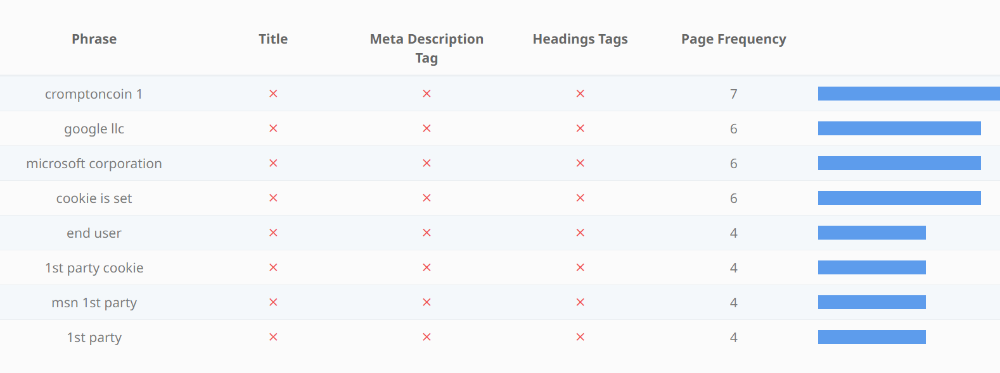 Phrase Title Meta Description Tag Headings Tags Page Frequency
cromptoncoin 1 × × × 7
google llc × × × 6
microsoft corporation × × × 6
cookie is set × × × 6
end user × × × 4
1st party cookie × × × 4
msn 1st party × × × 4
1st party × × × 4